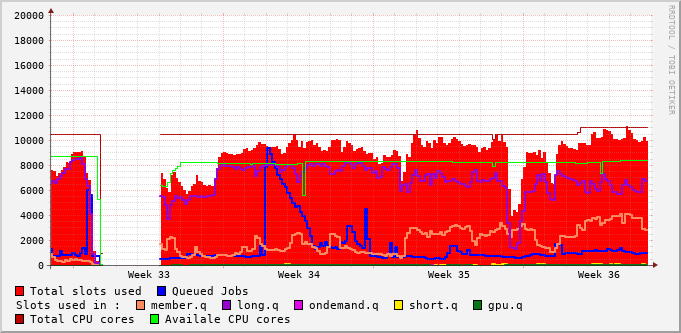 RRDTOOL / TOBI OETIKER
20000
18000
16000
14000
12000
10000
8000
6000
4000
2000
0
Week 33 Week 34 Week 35 Week 36
Total slots used Queued Jobs
Slots used in : member.q long.q ondemand.q short.q gpu.q
Total CPU cores Availale CPU cores